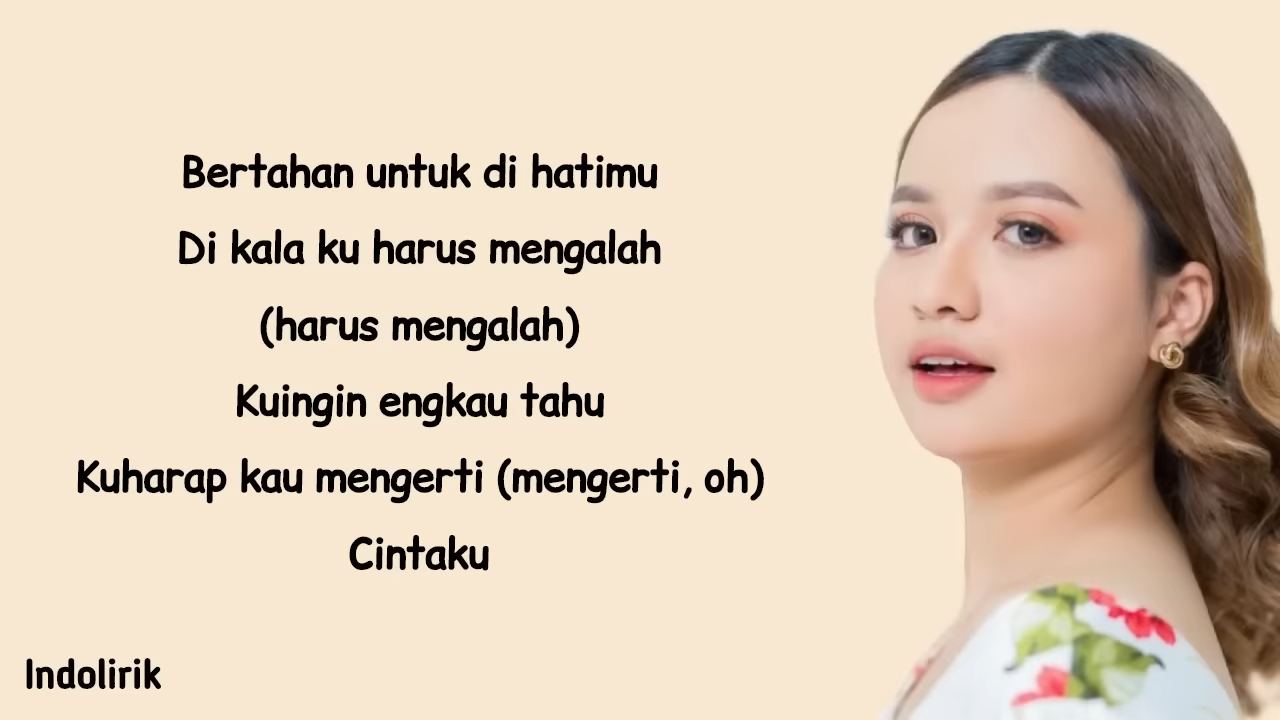 Bertahan untuk di hatimu
Di kala ku harus mengalah
(harus mengalah)
Kuingin engkau tahu
Kuharap kau mengerti (mengerti, oh)
Cintaku
Indolirik